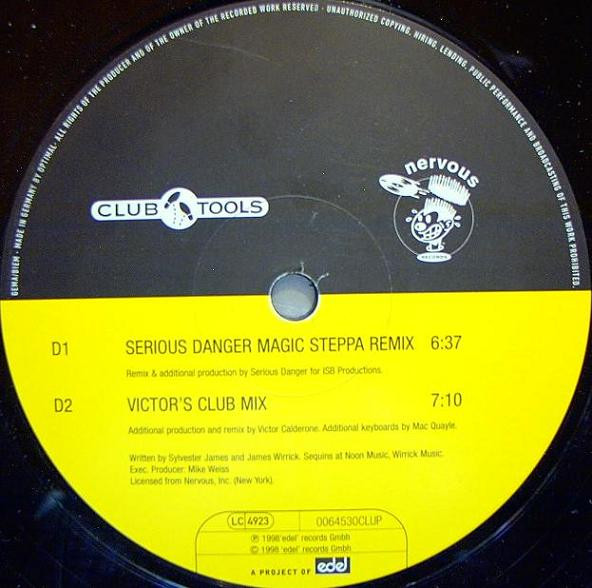 GEMA/BIEM · MADE IN GERMANY BY OPTIMAL · ALL RIGHTS OF THE PRODUCER AND OF THE OWNER OF THE RECORDED WORK RESERVED · UNAUTHORIZED COPYING, HIRING, LENDING, PUBLIC PERFORMANCE AND BROADCASTING OF THIS WORK PROHIBITED.
nervous
CLUB TOOLS
RECORDS
D1 SERIOUS DANGER MAGIC STEPPA REMIX 6:37
Remix & additional production by Serious Danger for ISB Productions.
D2 VICTOR'S CLUB MIX 7:10
Additional production and remix by Victor Calderone. Additional keyboards by Mac Quayle.
Written by Sylvester James and James Wirrick. Sequins at Noon Music, Wirrick Music.
Exec. Producer: Mike Weiss
Licensed from Nervous, Inc. (New York).
LC 4923 0064530CLUP
℗ 1998 'edel' records Gmbh
© 1998 'edel' records Gmbh
A PROJECT OF edel